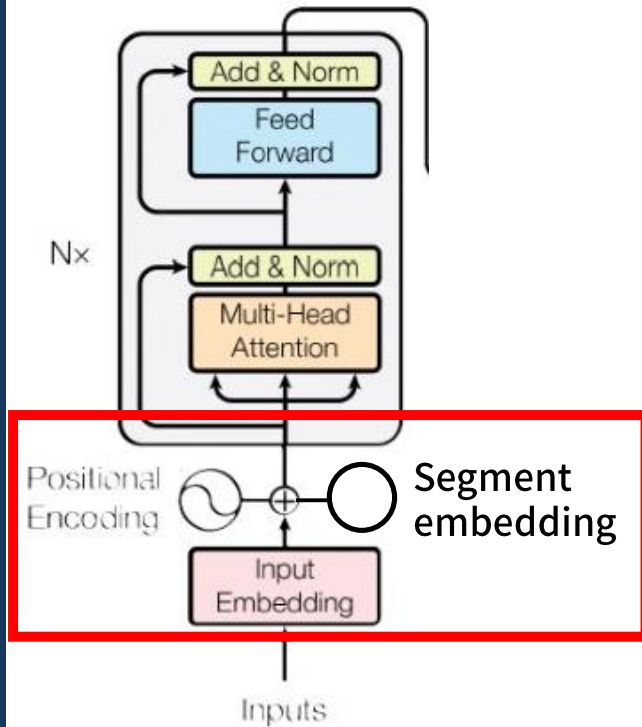 Add & Norm
Feed
Forward
Nx
Add & Norm
Multi-Head
Attention
Positional
Encoding
Segment
embedding
Input
Embedding
Inputs